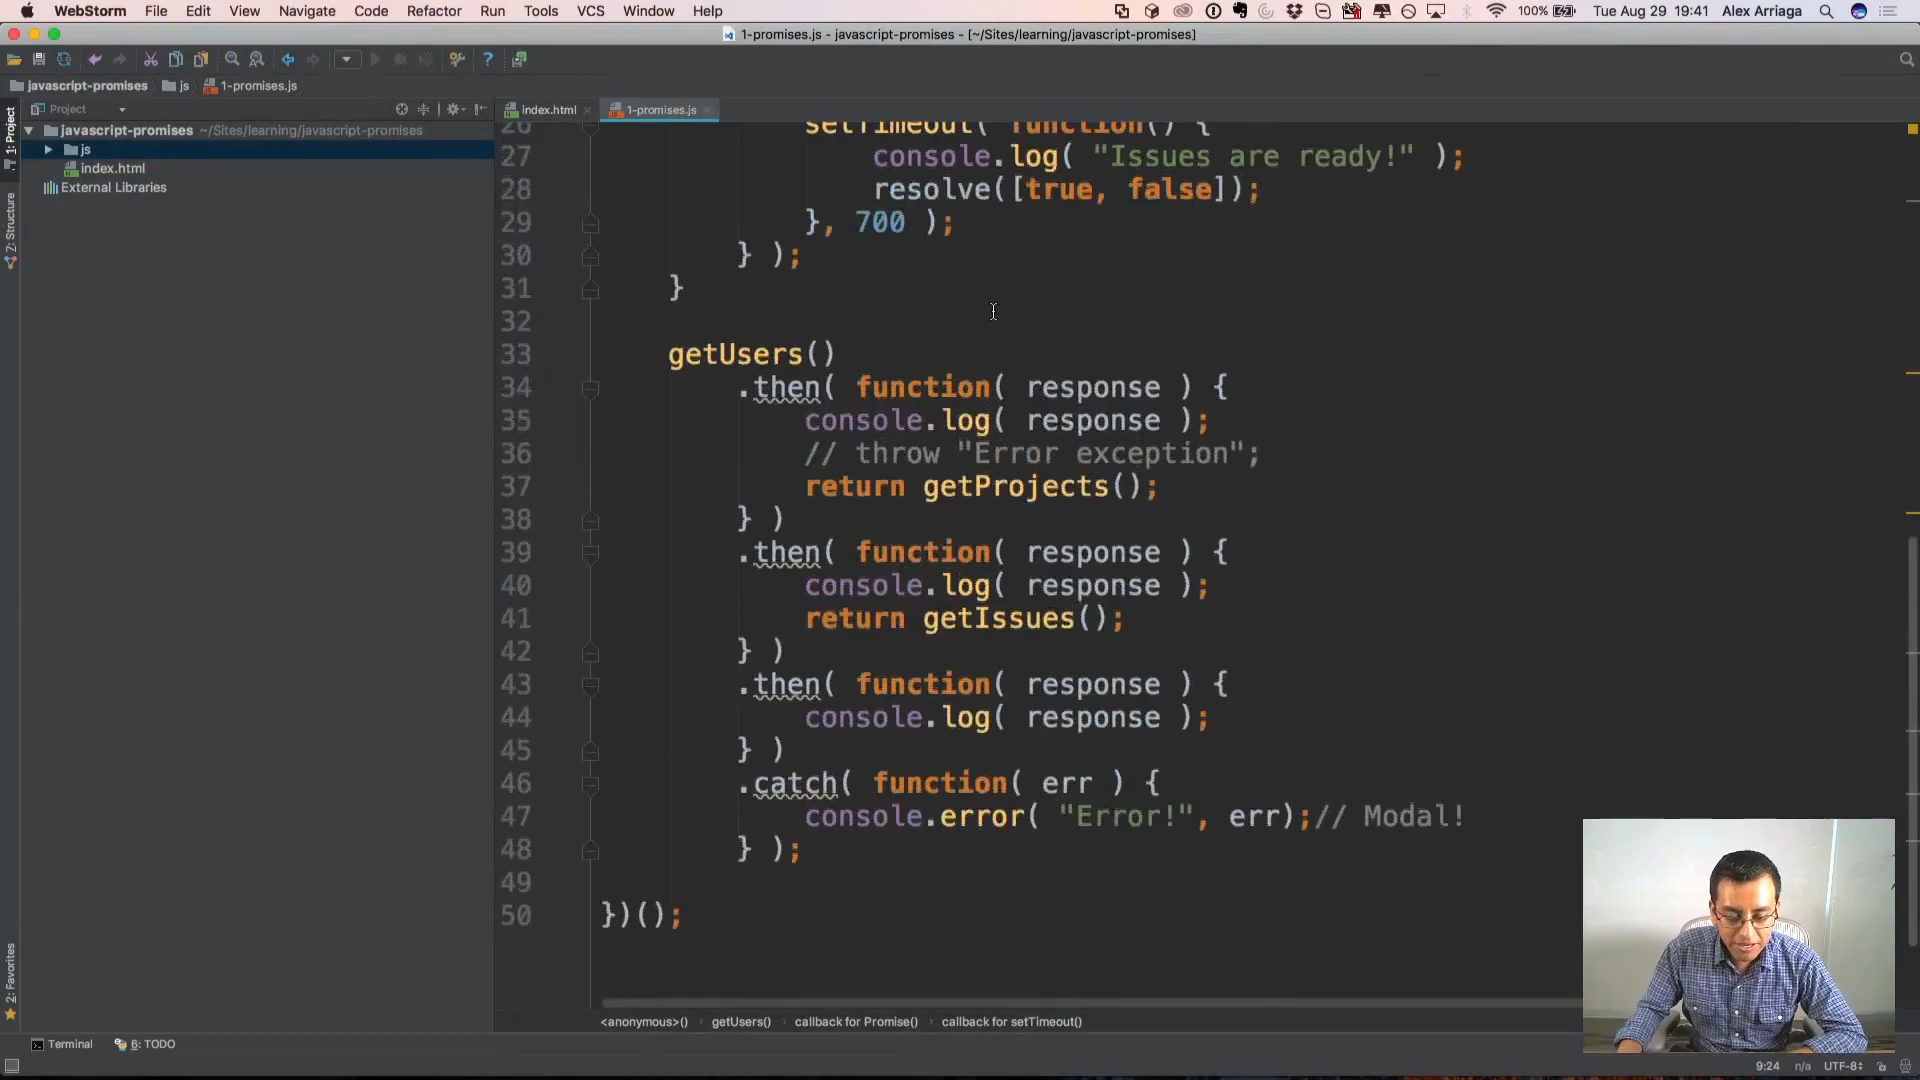 WebStorm File Edit View Navigate Code Refactor Run Tools VCS Window Help 100% Tue Aug 29 19:41 Alex Arriaga
1-promises.js - javascript-promises - [~/Sites/learning/javascript-promises]
javascript-promises js 1-promises.js
Project
index.html 1-promises.js
1: Project
javascript-promises ~/Sites/learning/javascript-promises
js
index.html
External Libraries
Z: Structure
2: Favorites
26 setTimeout( function() {
27 console.log( "Issues are ready!" );
28 resolve([true, false]);
29 }, 700 );
30 } );
31 }
32
33 getUsers()
34 .then( function( response ) {
35 console.log( response );
36 // throw "Error exception";
37 return getProjects();
38 } )
39 .then( function( response ) {
40 console.log( response );
41 return getIssues();
42 } )
43 .then( function( response ) {
44 console.log( response );
45 } )
46 .catch( function( err ) {
47 console.error( "Error!", err);// Modal!
48 } );
49
50 })();
<anonymous>() getUsers() callback for Promise() callback for setTimeout()
Terminal 6: TODO
9:24 n/a UTF-8